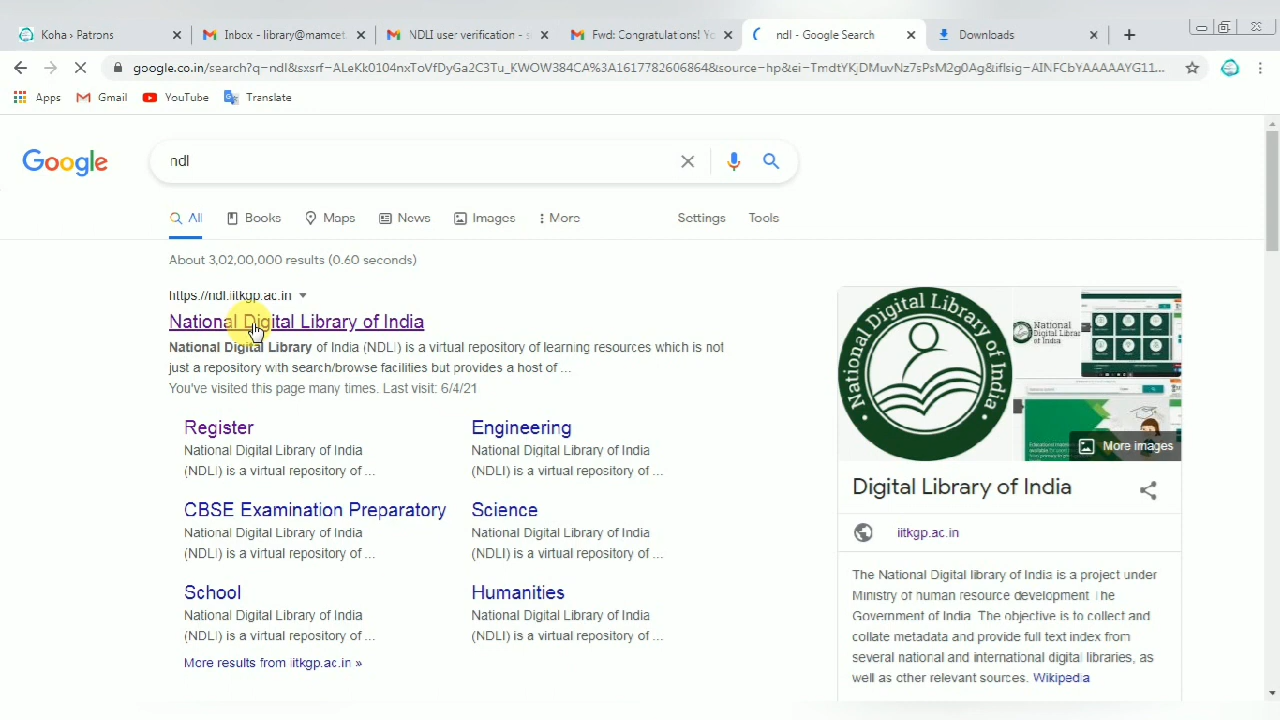 Koha › Patrons
Inbox - library@mamcet.
NDLI user verification - s
Fwd: Congratulations! Yo
ndl - Google Search
Downloads
google.co.in/search?q=ndl&sxsrf=ALeKk0104nxToVfDyGa2C3Tu_KWOW384CA%3A1617782606864&source=hp&ei=TmdtYKjDMuvNz7sPsM2g0Ag&iflsig=AINFCbYAAAAAYG11...
Apps
Gmail
YouTube
Translate
Google
ndl
All
Books
Maps
News
Images
More
Settings
Tools
About 3,02,00,000 results (0.60 seconds)
https://ndl.iitkgp.ac.in
National Digital Library of India
National Digital Library of India (NDLI) is a virtual repository of learning resources which is not
just a repository with search/browse facilities but provides a host of ...
You've visited this page many times. Last visit: 6/4/21
Register
National Digital Library of India
(NDLI) is a virtual repository of ...
Engineering
National Digital Library of India
(NDLI) is a virtual repository of ...
CBSE Examination Preparatory
National Digital Library of India
(NDLI) is a virtual repository of ...
Science
National Digital Library of India
(NDLI) is a virtual repository of ...
School
National Digital Library of India
(NDLI) is a virtual repository of ...
Humanities
National Digital Library of India
(NDLI) is a virtual repository of ...
More results from iitkgp.ac.in »
National Digital Library of India
National
Digital Library
of India
More images
Digital Library of India
iitkgp.ac.in
The National Digital library of India is a project under
Ministry of human resource development The
Government of India. The objective is to collect and
collate metadata and provide full text index from
several national and international digital libraries, as
well as other relevant sources. Wikipedia